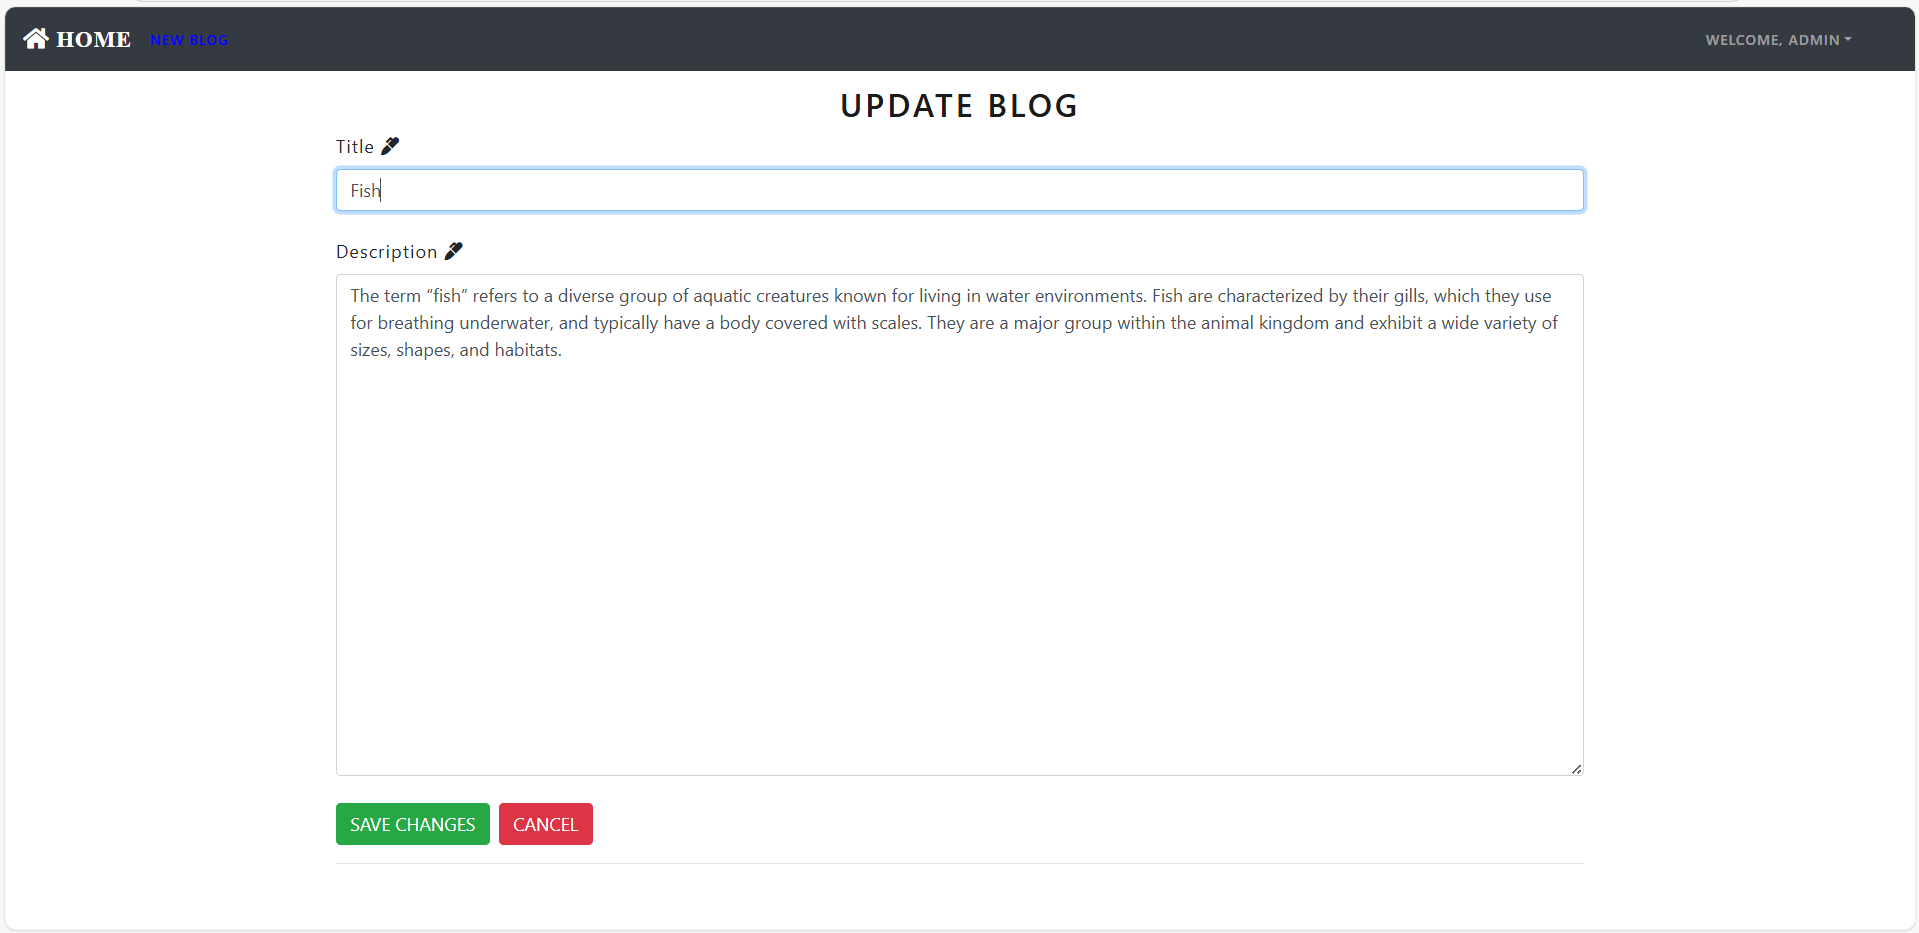 HOME NEW BLOG WELCOME, ADMIN
UPDATE BLOG
Title
Fish
Description
The term “fish” refers to a diverse group of aquatic creatures known for living in water environments. Fish are characterized by their gills, which they use
for breathing underwater, and typically have a body covered with scales. They are a major group within the animal kingdom and exhibit a wide variety of
sizes, shapes, and habitats.
SAVE CHANGES CANCEL